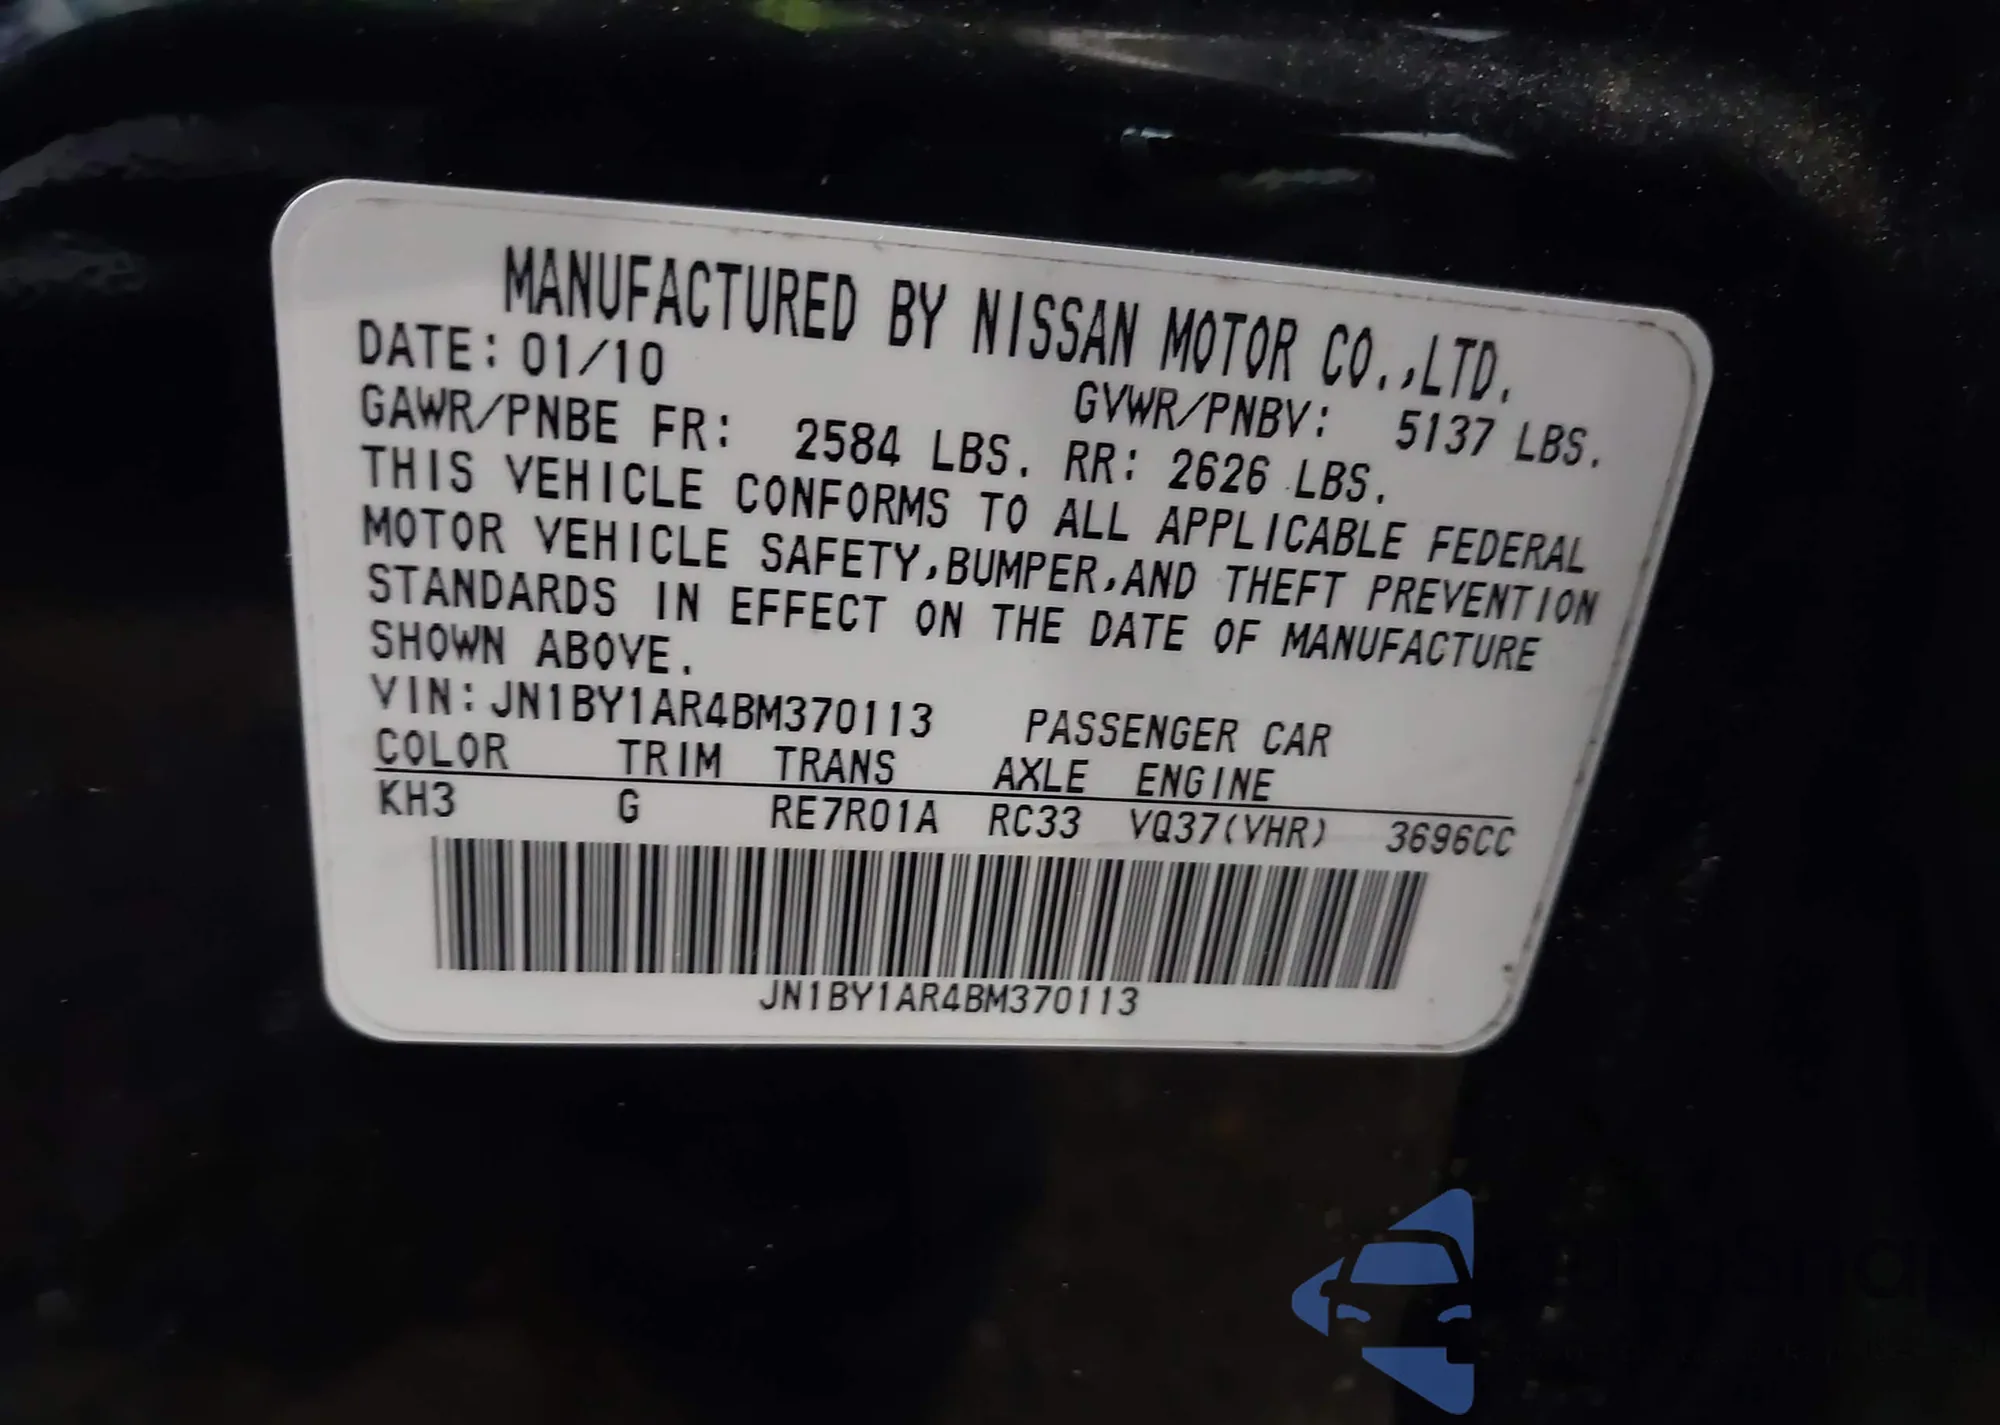 MANUFACTURED BY NISSAN MOTOR CO.,LTD.
DATE: 01/10
GVWR/PNBV: 5137 LBS.
GAWR/PNBE FR: 2584 LBS. RR: 2626 LBS.
THIS VEHICLE CONFORMS TO ALL APPLICABLE FEDERAL
MOTOR VEHICLE SAFETY,BUMPER,AND THEFT PREVENTION
STANDARDS IN EFFECT ON THE DATE OF MANUFACTURE
SHOWN ABOVE.
VIN:JN1BY1AR4BM370113 PASSENGER CAR
COLOR TRIM TRANS AXLE ENGINE
KH3 G RE7R01A RC33 VQ37(VHR) 3696CC
JN1BY1AR4BM370113